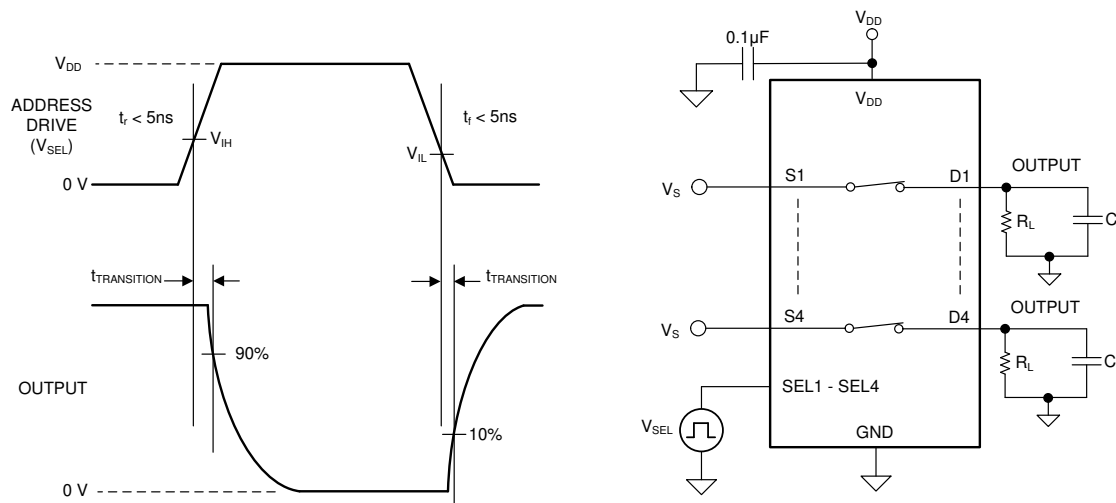 V_DD
ADDRESS
DRIVE
(V_SEL)
t_r < 5ns
V_IH
V_IL
t_f < 5ns
0 V
t_TRANSITION
t_TRANSITION
90%
OUTPUT
10%
0 V
V_DD
0.1µF
V_DD
V_S
S1
D1
OUTPUT
R_L
C
V_S
S4
D4
OUTPUT
R_L
C
SEL1 - SEL4
V_SEL
GND